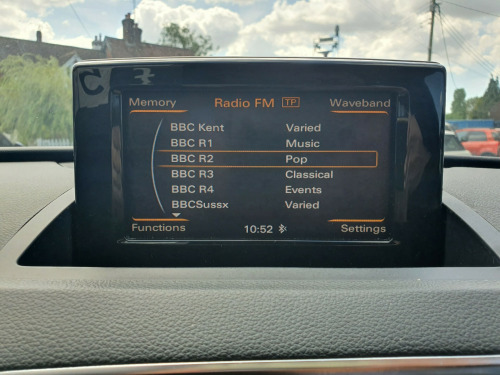 Memory Radio FM TP Waveband
BBC Kent Varied
BBC R1 Music
BBC R2 Pop
BBC R3 Classical
BBC R4 Events
BBCSussx Varied
Functions 10:52 Settings